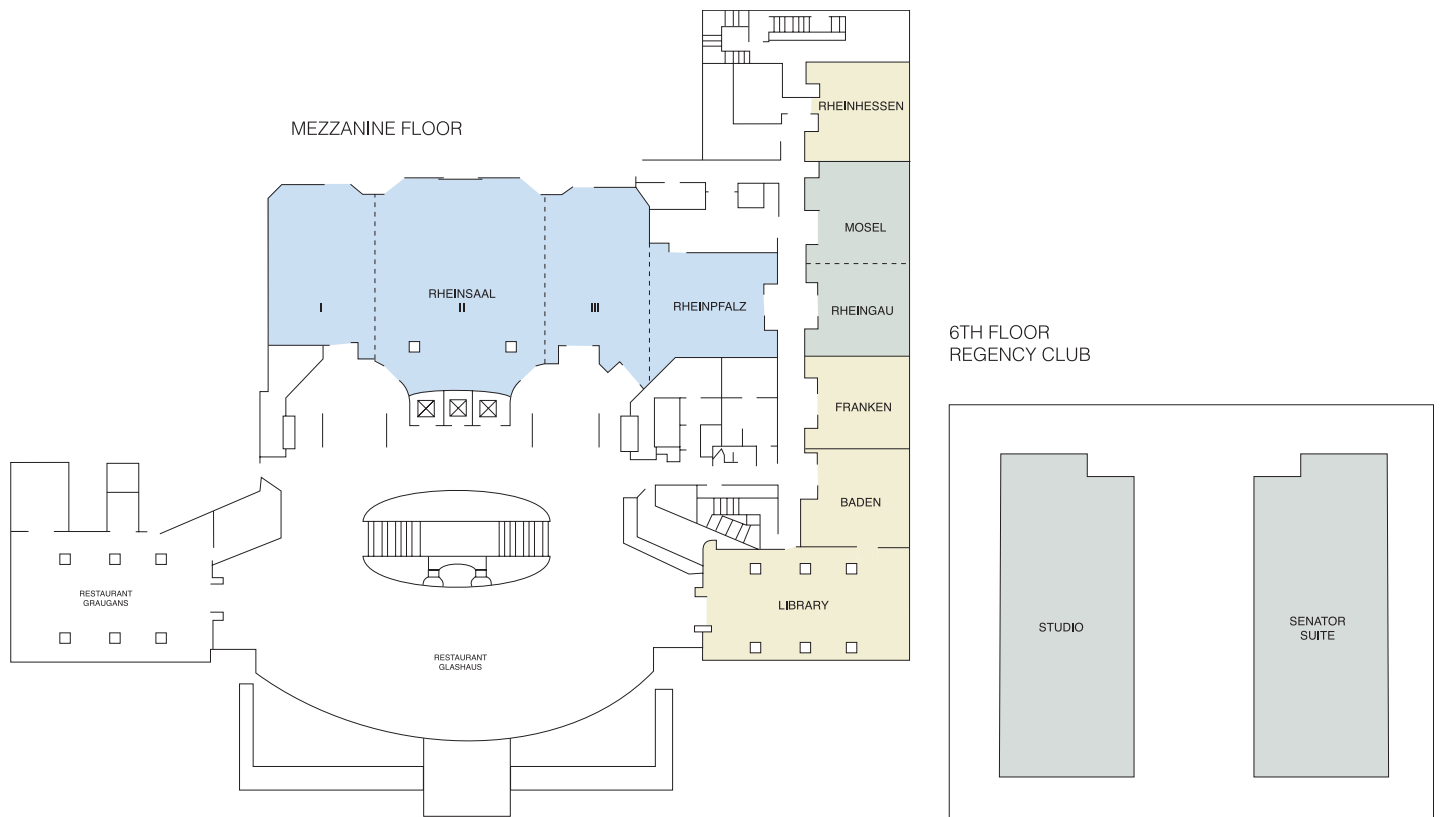 MEZZANINE FLOOR
RHEINHESSEN
MOSEL
RHEINSAAL
I
II
III
RHEINPFALZ
RHEINGAU
FRANKEN
BADEN
RESTAURANT
GRAUGANS
LIBRARY
RESTAURANT
GLASHAUS
6TH FLOOR
REGENCY CLUB
STUDIO
SENATOR
SUITE